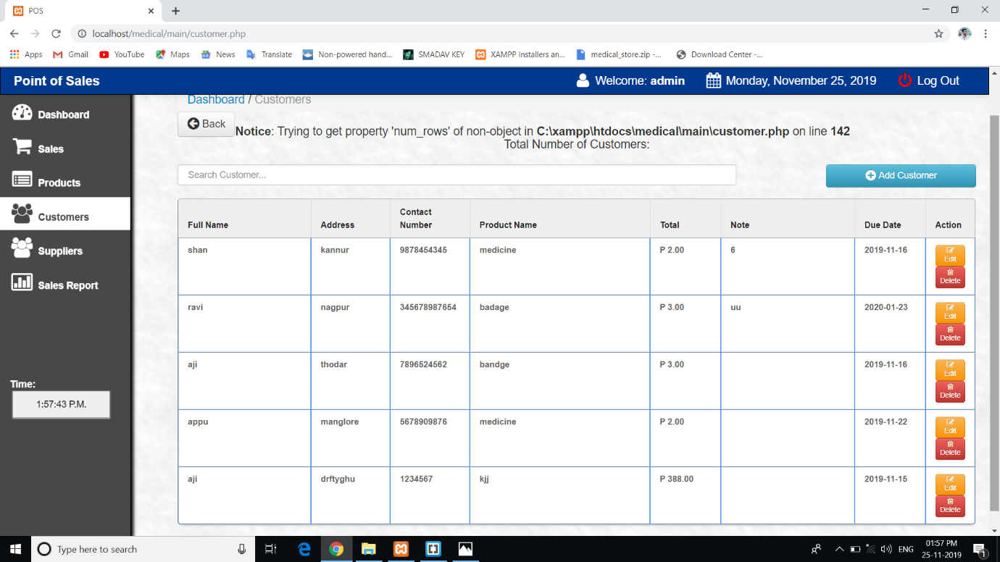 POS
localhost/medical/main/customer.php
Apps Gmail YouTube Maps News Translate Non-powered hand... SMADAV KEY XAMPP Installers an... medical_store.zip -... Download Center -...
Point of Sales Welcome: admin Monday, November 25, 2019 Log Out
Dashboard / Customers
Back
Notice: Trying to get property 'num_rows' of non-object in C:\xampp\htdocs\medical\main\customer.php on line 142
Total Number of Customers:
Dashboard
Sales
Products
Customers
Suppliers
Sales Report
Time:
1:57:43 P.M.
Search Customer... Add Customer
Full Name Address Contact Number Product Name Total Note Due Date Action
shan kannur 9878454345 medicine P 2.00 6 2019-11-16 Edit
Delete
ravi nagpur 345678987654 badage P 3.00 uu 2020-01-23 Edit
Delete
aji thodar 7896524562 bandge P 3.00 2019-11-16 Edit
Delete
appu manglore 5678909876 medicine P 2.00 2019-11-22 Edit
Delete
aji drftyghu 1234567 kjj P 388.00 2019-11-15 Edit
Delete
Type here to search ENG 01:57 PM
25-11-2019 1